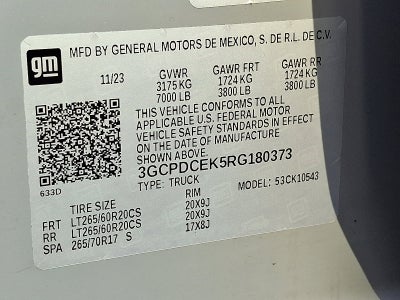 gm
MFD BY GENERAL MOTORS DE MEXICO, S. DE R.L. DE C.V.
11/23 GVWR GAWR FRT GAWR RR
3175KG 1724 KG 1724 KG
7000 LB 3800 LB 3800 LB
THIS VEHICLE CONFORMS TO ALL
APPLICABLE U.S. FEDERAL MOTOR
VEHICLE SAFETY STANDARDS IN EFFECT
ON THE DATE OF MANUFACTURE
SHOWN ABOVE.
3GCPDCEK5RG180373
633D TYPE: TRUCK MODEL: 53CK10543
TIRE SIZE RIM
FRT LT265/60R20CS 20X9J
RR LT265/60R20CS 20X9J
SPA 265/70R17 S 17X8J